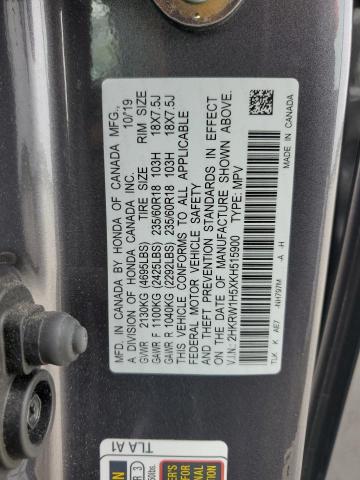 MFD. IN CANADA BY HONDA OF CANADA MFG.,
A DIVISION OF HONDA CANADA INC. 10/19
GVWR 2130KG (4695LBS) TIRE SIZE RIM SIZE
GAWR F 1100KG (2425LBS) 235/60R18 103H 18X7.5J
GAWR R 1040KG (2292LBS) 235/60R18 103H 18X7.5J
THIS VEHICLE CONFORMS TO ALL APPLICABLE
FEDERAL MOTOR VEHICLE SAFETY
AND THEFT PREVENTION STANDARDS IN EFFECT
ON THE DATE OF MANUFACTURE SHOWN ABOVE.
V.I.N.: 2HKRW1H5XKH515900 TYPE: MPV
TLK K AE7 -NH797M -A -H
MADE IN CANADA
TLA A1